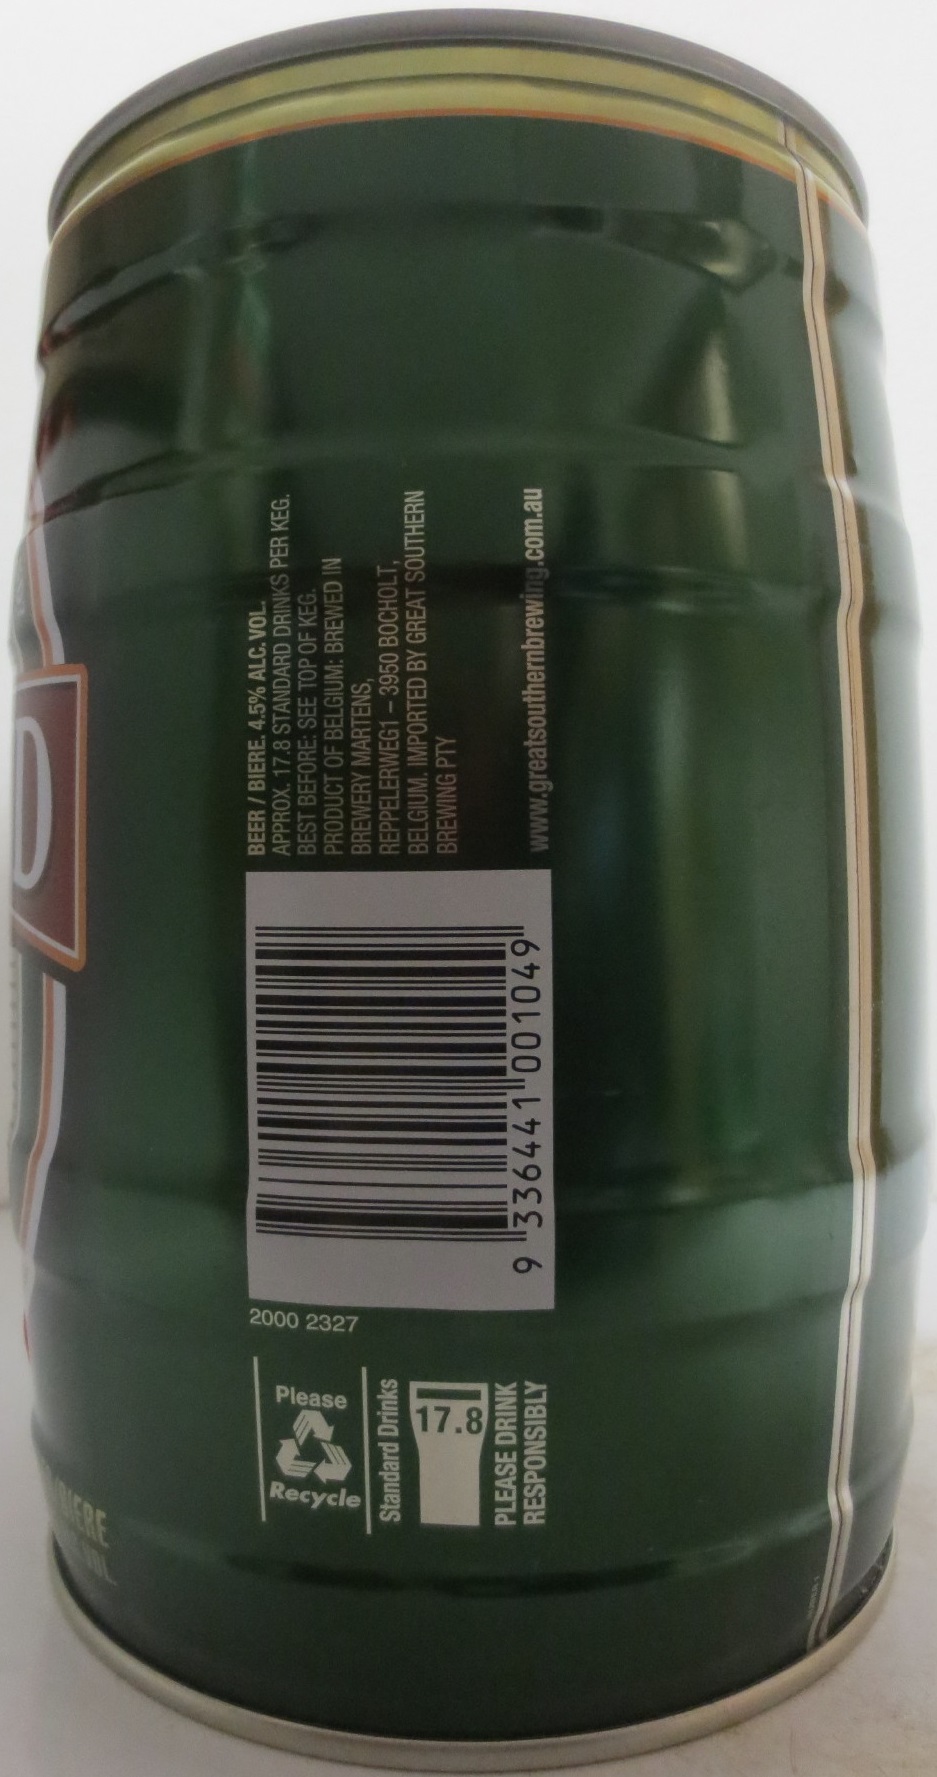 BEER / BIERE. 4.5% ALC. VOL.
APPROX. 17.8 STANDARD DRINKS PER KEG.
BEST BEFORE: SEE TOP OF KEG.
PRODUCT OF BELGIUM: BREWED IN
BREWERY MARTENS,
REPPELERWEG1 – 3950 BOCHOLT,
BELGIUM. IMPORTED BY GREAT SOUTHERN
BREWING PTY
www.greatsouthernbrewing.com.au
9 336441 001049
2000 2327
Please
Recycle
Standard Drinks
17.8
PLEASE DRINK
RESPONSIBLY
D
BIERE
VOL.